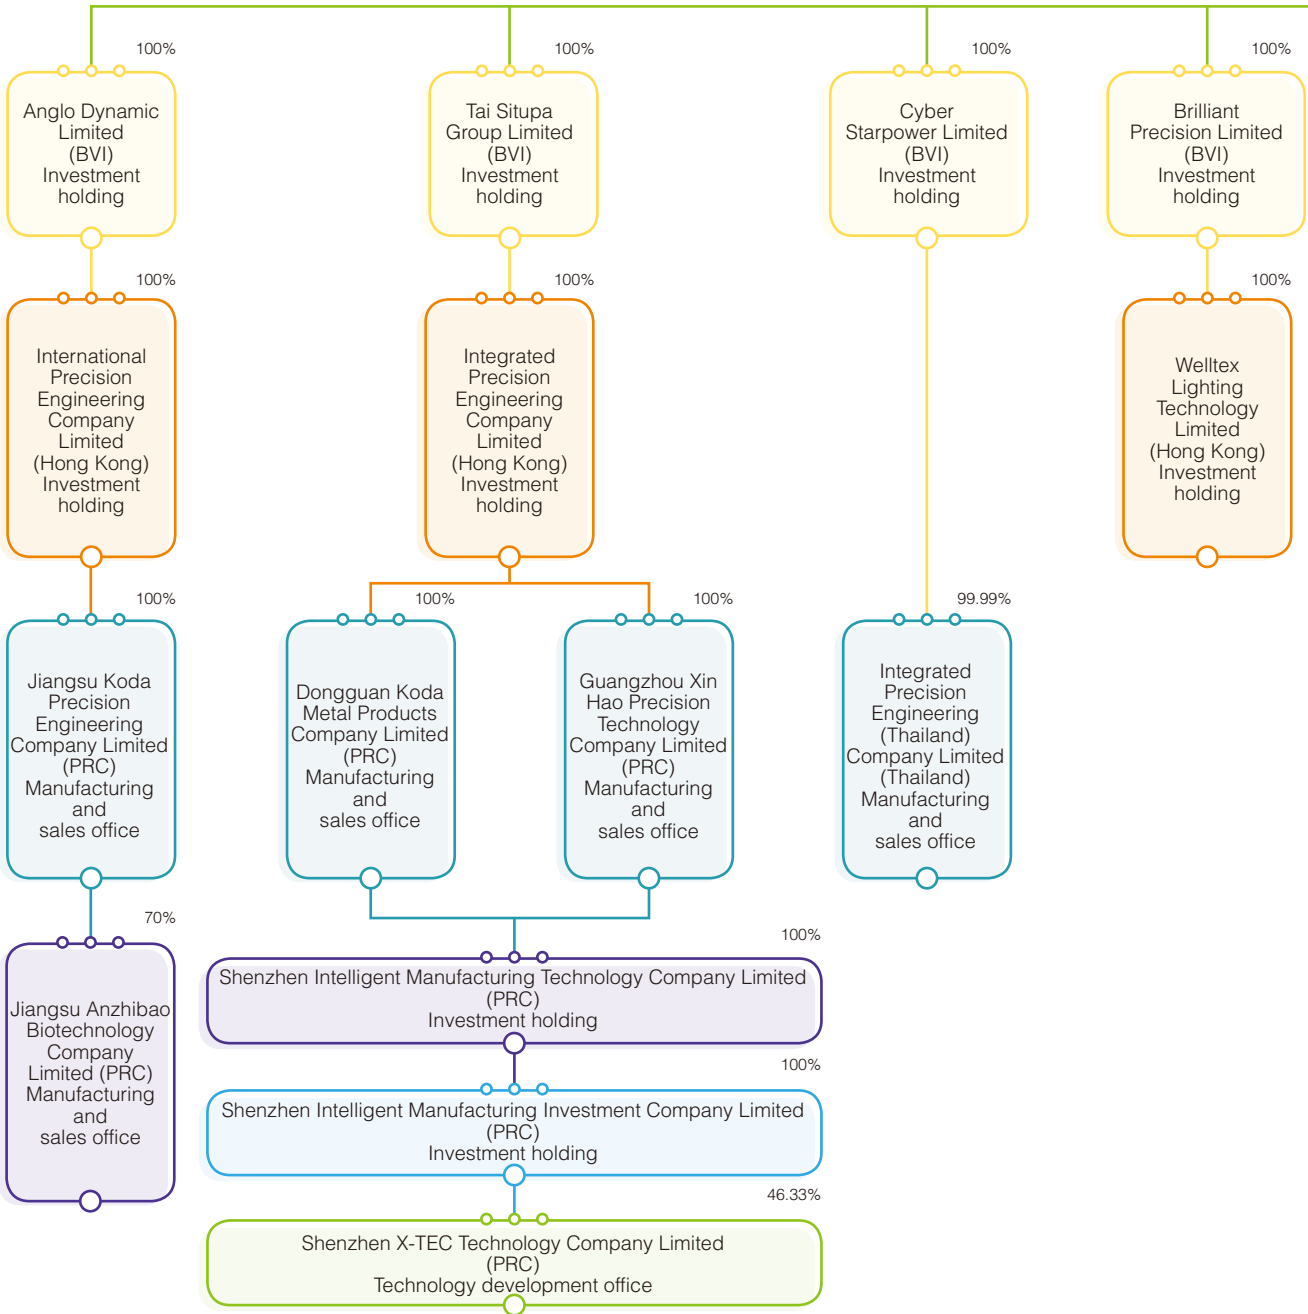 100%
100%
100%
100%
Anglo Dynamic
Limited
(BVI)
Investment
holding
Tai Situpa
Group Limited
(BVI)
Investment
holding
Cyber
Starpower Limited
(BVI)
Investment
holding
Brilliant
Precision Limited
(BVI)
Investment
holding
100%
100%
100%
International
Precision
Engineering
Company
Limited
(Hong Kong)
Investment
holding
Integrated
Precision
Engineering
Company
Limited
(Hong Kong)
Investment
holding
Welltex
Lighting
Technology
Limited
(Hong Kong)
Investment
holding
100%
100%
100%
99.99%
Jiangsu Koda
Precision
Engineering
Company Limited
(PRC)
Manufacturing
and
sales office
Dongguan Koda
Metal Products
Company Limited
(PRC)
Manufacturing
and
sales office
Guangzhou Xin
Hao Precision
Technology
Company Limited
(PRC)
Manufacturing
and
sales office
Integrated
Precision
Engineering
(Thailand)
Company Limited
(Thailand)
Manufacturing
and
sales office
70%
Jiangsu Anzhibao
Biotechnology
Company
Limited (PRC)
Manufacturing
and
sales office
100%
Shenzhen Intelligent Manufacturing Technology Company Limited
(PRC)
Investment holding
100%
Shenzhen Intelligent Manufacturing Investment Company Limited
(PRC)
Investment holding
46.33%
Shenzhen X-TEC Technology Company Limited
(PRC)
Technology development office